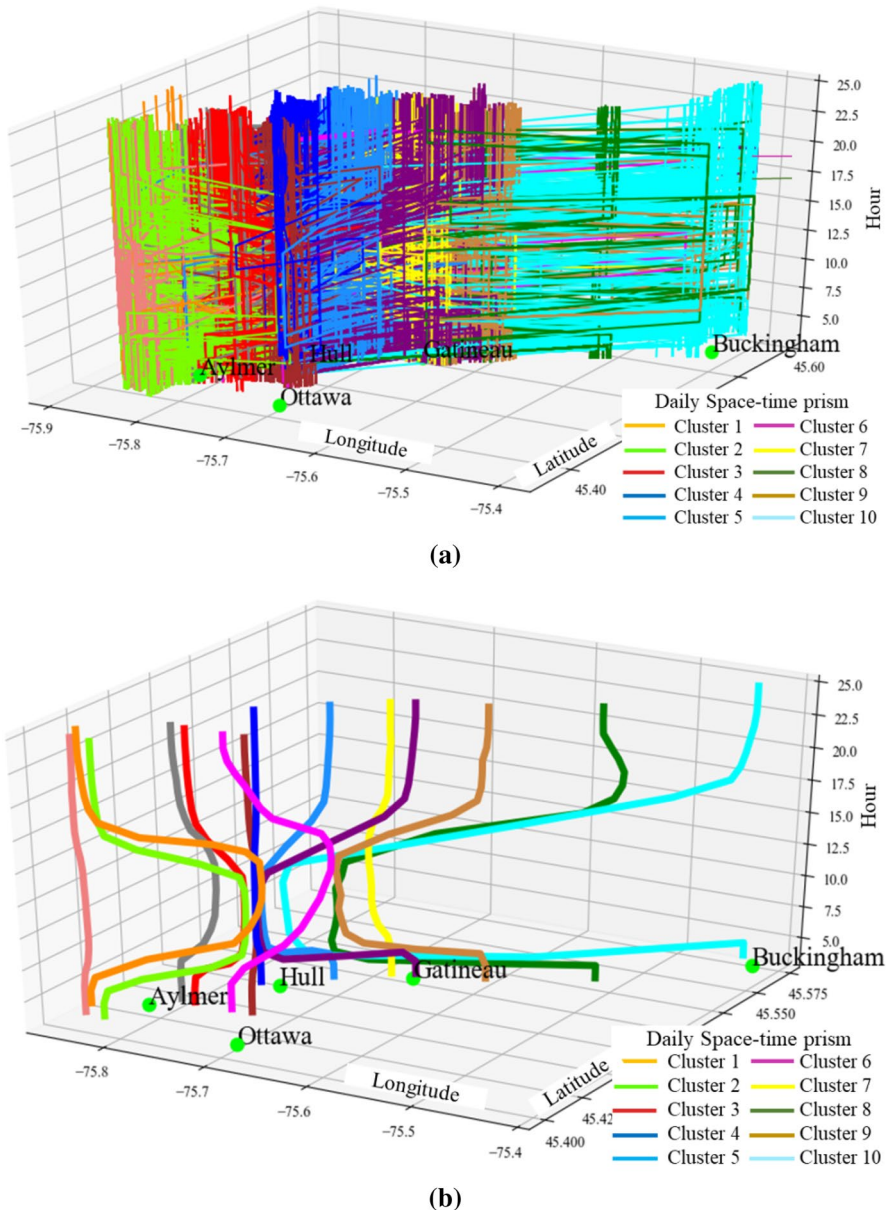 25.0
22.5
20.0
17.5
15.0
12.5
10.0
7.5
5.0
Hour
Aylmer
Hull
Gatineau
Buckingham
Ottawa
45.60
45.40
Latitude
Longitude
−75.9
−75.8
−75.7
−75.6
−75.5
−75.4
Daily Space-time prism
Cluster 1 Cluster 6
Cluster 2 Cluster 7
Cluster 3 Cluster 8
Cluster 4 Cluster 9
Cluster 5 Cluster 10
(a)
25.0
22.5
20.0
17.5
15.0
12.5
10.0
7.5
5.0
Hour
Aylmer
Hull
Gatineau
Buckingham
Ottawa
45.575
45.550
45.42
45.400
Latitude
Longitude
−75.8
−75.7
−75.6
−75.5
−75.4
Daily Space-time prism
Cluster 1 Cluster 6
Cluster 2 Cluster 7
Cluster 3 Cluster 8
Cluster 4 Cluster 9
Cluster 5 Cluster 10
(b)